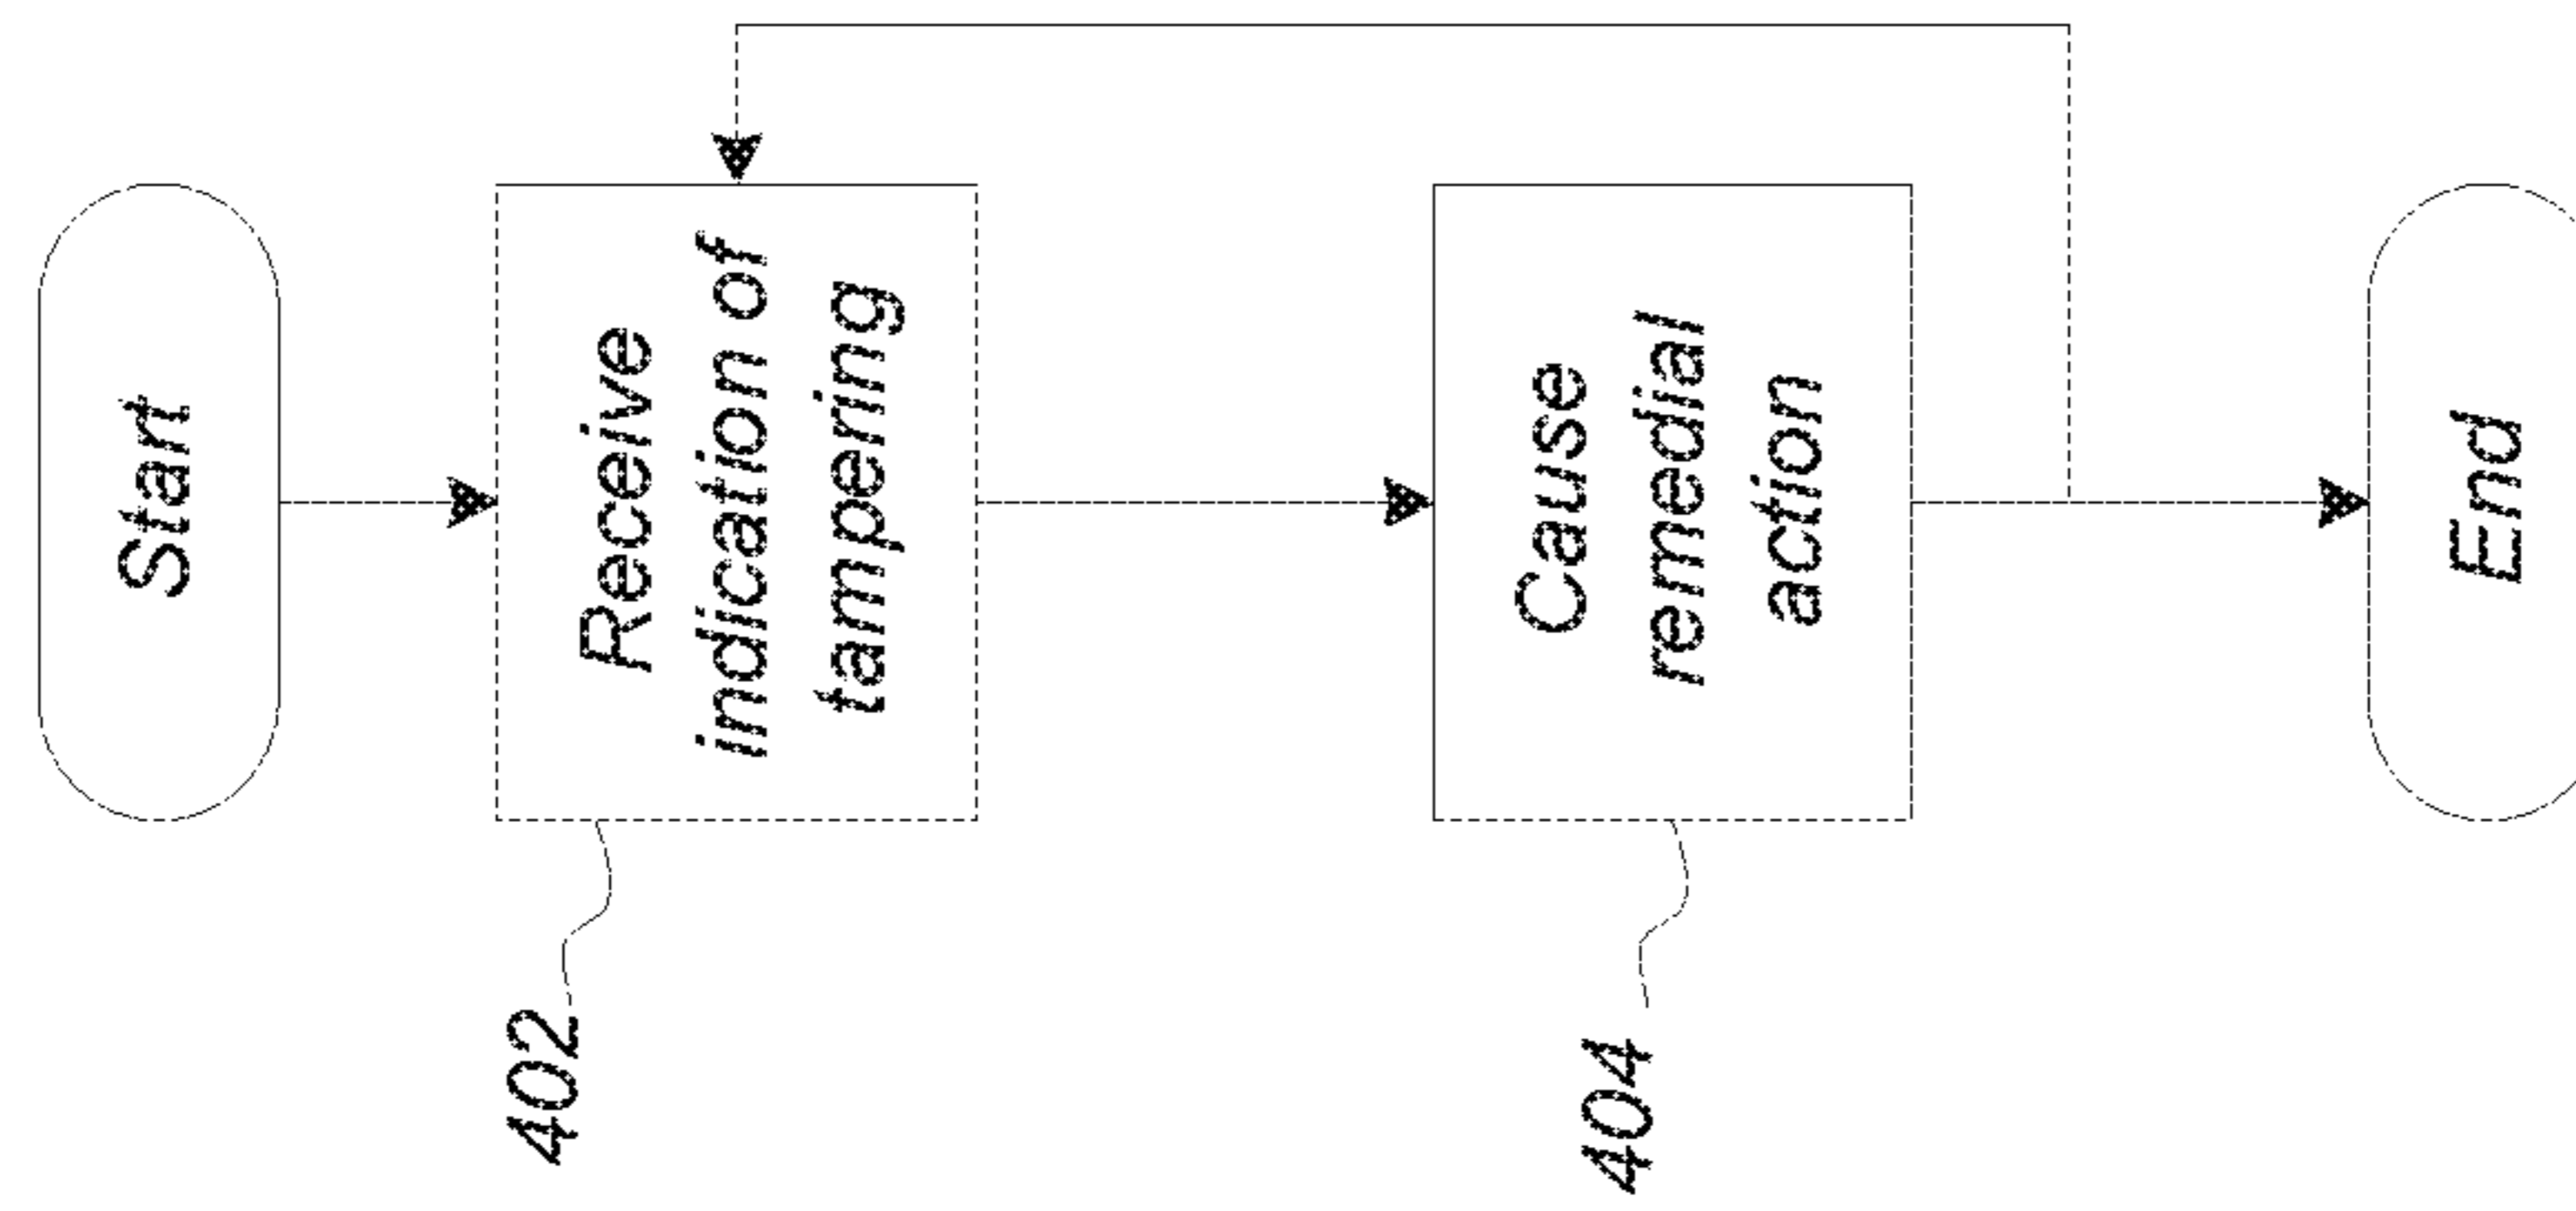 Start
Receive
indication of
tampering
402
Cause
remedial
action
404
End